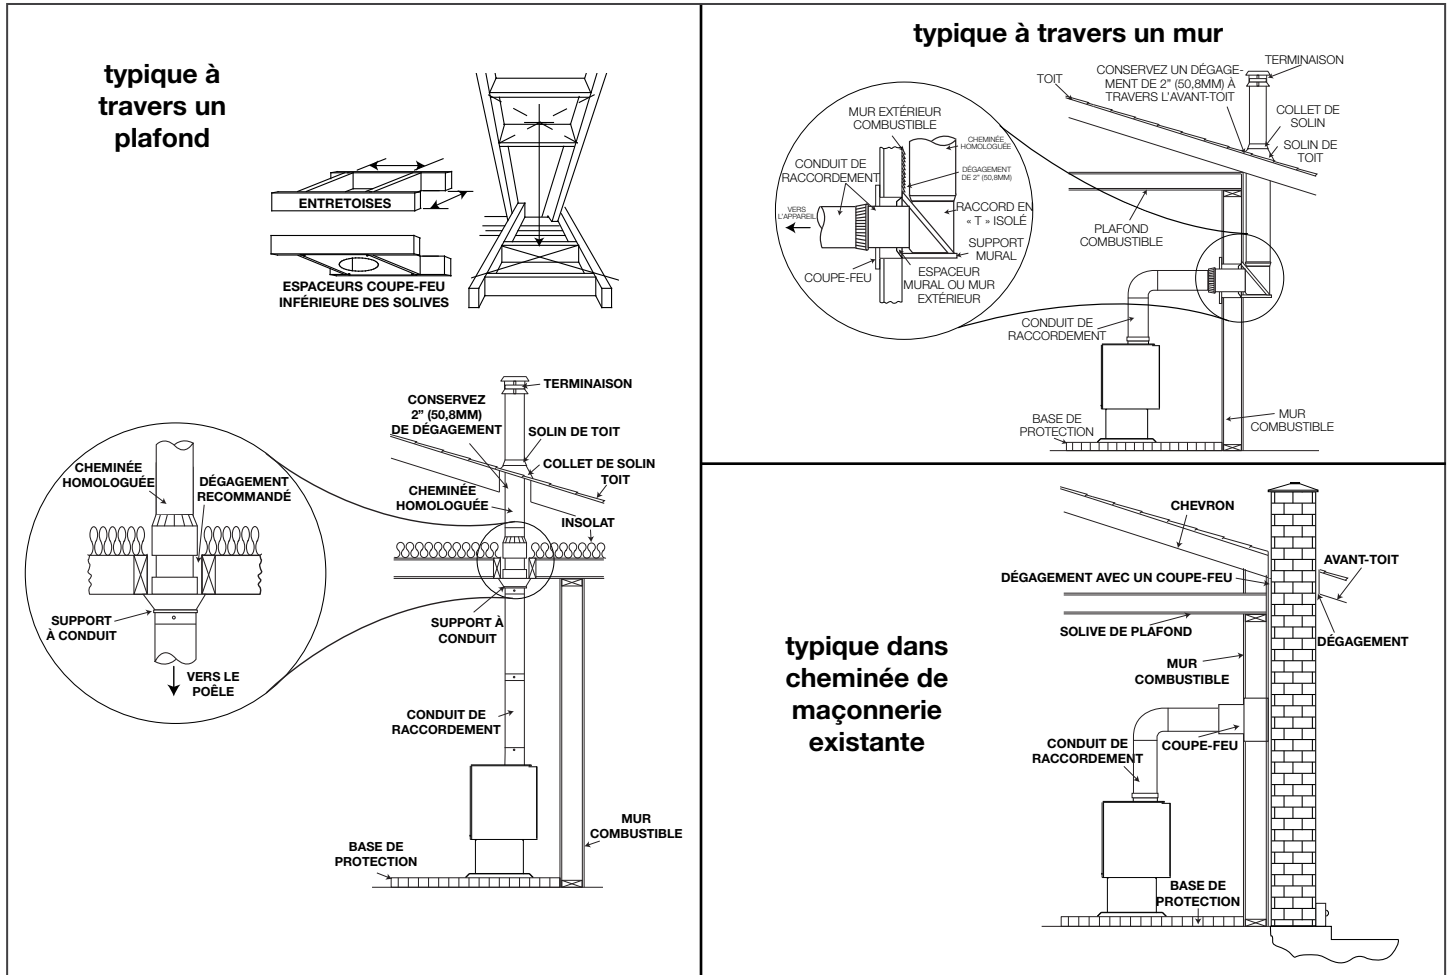 typique à
travers un
plafond
ENTRETOISES
ESPACEURS COUPE-FEU
INFÉRIEURE DES SOLIVES
TERMINAISON
CONSERVEZ
2" (50,8MM)
DE DÉGAGEMENT
SOLIN DE TOIT
COLLET DE SOLIN
TOIT
CHEMINÉE
HOMOLOGUÉE
INSOLAT
CHEMINÉE
HOMOLOGUÉE
DÉGAGEMENT
RECOMMANDÉ
SUPPORT
À CONDUIT
VERS LE
POÊLE
SUPPORT À
CONDUIT
CONDUIT DE
RACCORDEMENT
MUR
COMBUSTIBLE
BASE DE
PROTECTION
typique à travers un mur
TERMINAISON
CONSERVEZ UN DÉGAGE-
MENT DE 2" (50,8MM) À
TRAVERS L'AVANT-TOIT
TOIT
COLLET DE
SOLIN
SOLIN DE
TOIT
MUR EXTÉRIEUR
COMBUSTIBLE
CHEMINÉE
HOMOLOGUÉE
CONDUIT DE
RACCORDEMENT
DÉGAGEMENT
DE 2" (50,8MM)
VERS
L'APPAREIL
RACCORD EN
« T » ISOLÉ
SUPPORT
MURAL
COUPE-FEU
ESPACEUR
MURAL OU MUR
EXTÉRIEUR
PLAFOND
COMBUSTIBLE
CONDUIT DE
RACCORDEMENT
BASE DE
PROTECTION
MUR
COMBUSTIBLE
typique dans
cheminée de
maçonnerie
existante
CHEVRON
AVANT-TOIT
DÉGAGEMENT AVEC UN COUPE-FEU
SOLIVE DE PLAFOND
DÉGAGEMENT
MUR
COMBUSTIBLE
CONDUIT DE
RACCORDEMENT
COUPE-FEU
BASE DE
PROTECTION